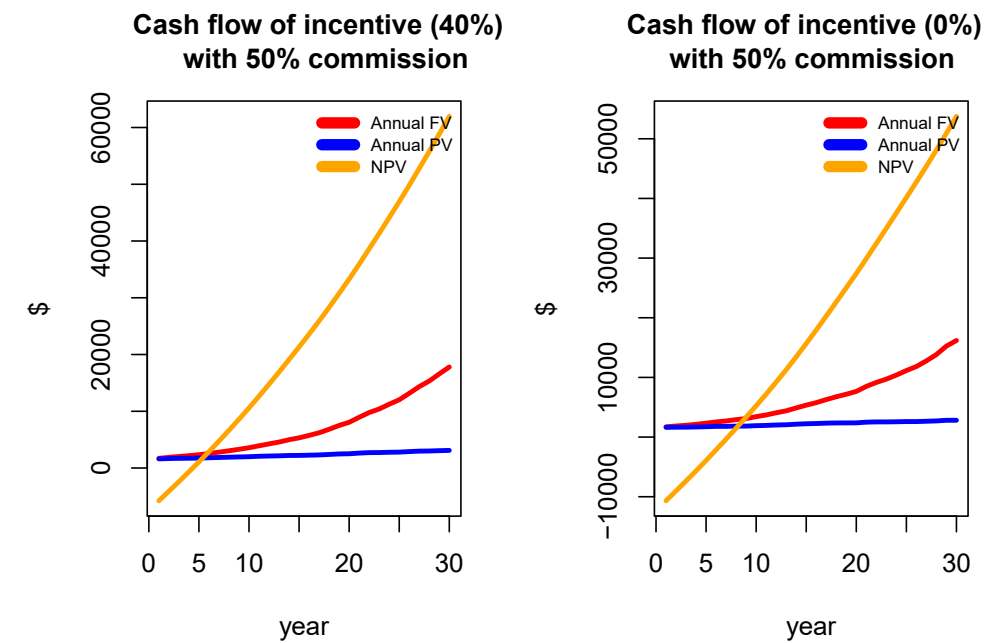 Cash flow of incentive (40%)
with 50% commission
60000
40000
20000
0
$
0 5 10 20 30
year
Annual FV
Annual PV
NPV
Cash flow of incentive (0%)
with 50% commission
50000
30000
10000
−10000
$
0 5 10 20 30
year
Annual FV
Annual PV
NPV